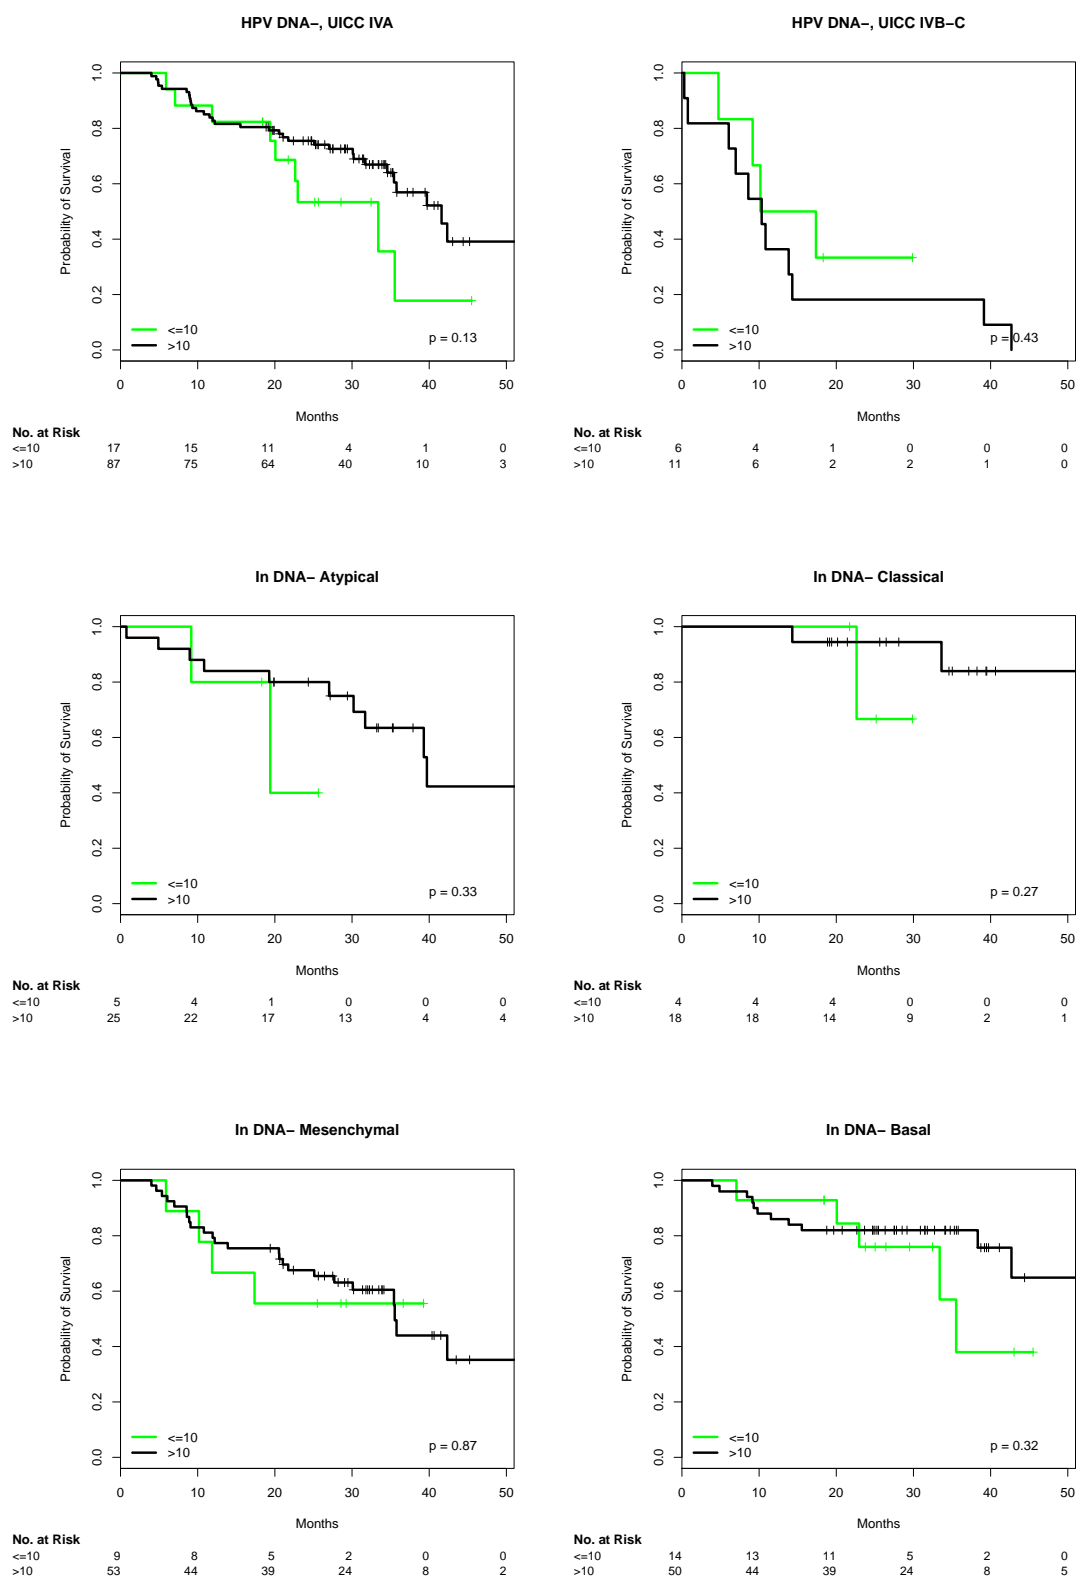 HPV DNA−, UICC IVA
Probability of Survival
1.0
0.8
0.6
0.4
0.2
0.0
<=10
>10
p = 0.13
0 10 20 30 40 50
Months
No. at Risk
<=10 17 15 11 4 1 0
>10 87 75 64 40 10 3
HPV DNA−, UICC IVB−C
Probability of Survival
1.0
0.8
0.6
0.4
0.2
0.0
<=10
>10
p = 0.43
0 10 20 30 40 50
Months
No. at Risk
<=10 6 4 1 0 0 0
>10 11 6 2 2 1 0
In DNA− Atypical
Probability of Survival
1.0
0.8
0.6
0.4
0.2
0.0
<=10
>10
p = 0.33
0 10 20 30 40 50
Months
No. at Risk
<=10 5 4 1 0 0 0
>10 25 22 17 13 4 4
In DNA− Classical
Probability of Survival
1.0
0.8
0.6
0.4
0.2
0.0
<=10
>10
p = 0.27
0 10 20 30 40 50
Months
No. at Risk
<=10 4 4 4 0 0 0
>10 18 18 14 9 2 1
In DNA− Mesenchymal
Probability of Survival
1.0
0.8
0.6
0.4
0.2
0.0
<=10
>10
p = 0.87
0 10 20 30 40 50
Months
No. at Risk
<=10 9 8 5 2 0 0
>10 53 44 39 24 8 2
In DNA− Basal
Probability of Survival
1.0
0.8
0.6
0.4
0.2
0.0
<=10
>10
p = 0.32
0 10 20 30 40 50
Months
No. at Risk
<=10 14 13 11 5 2 0
>10 50 44 39 24 8 5